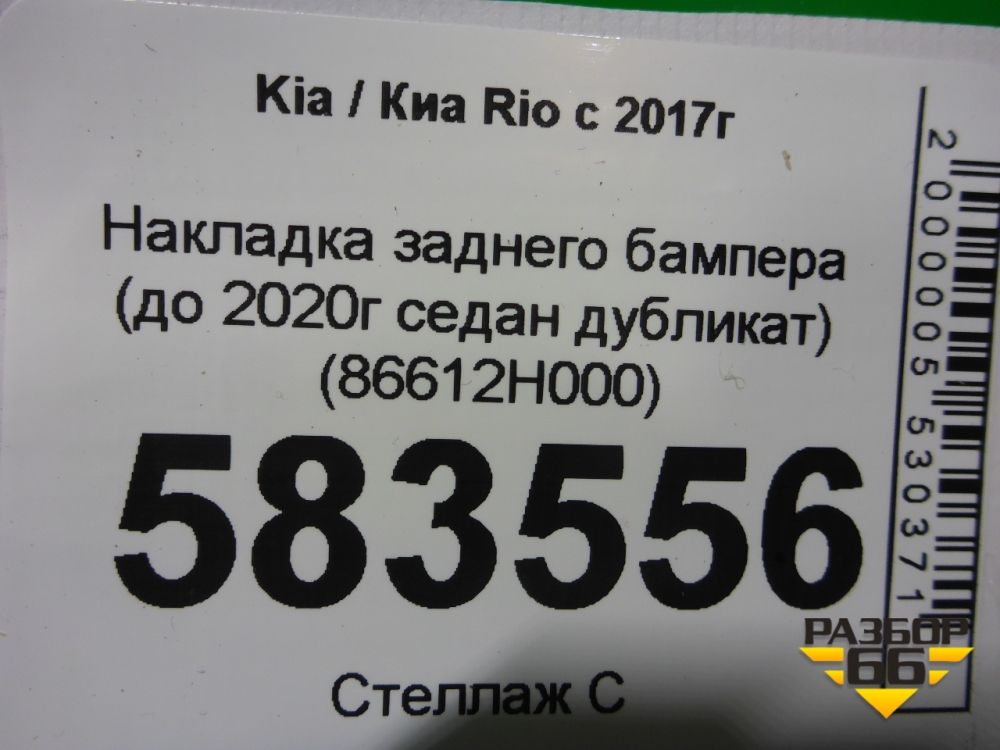 Kia / Киа Rio с 2017г
Накладка заднего бампера
(до 2020г седан дубликат)
(86612H000)
583556
Стеллаж С
2000005530371
РАЗБОР
66